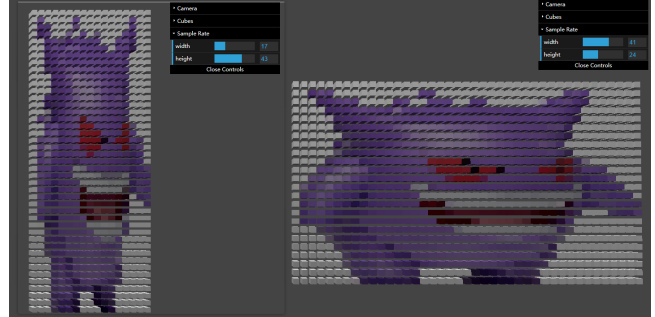 Camera
Cubes
Sample Rate
width 17
height 43
Close Controls
Camera
Cubes
Sample Rate
width 41
height 24
Close Controls